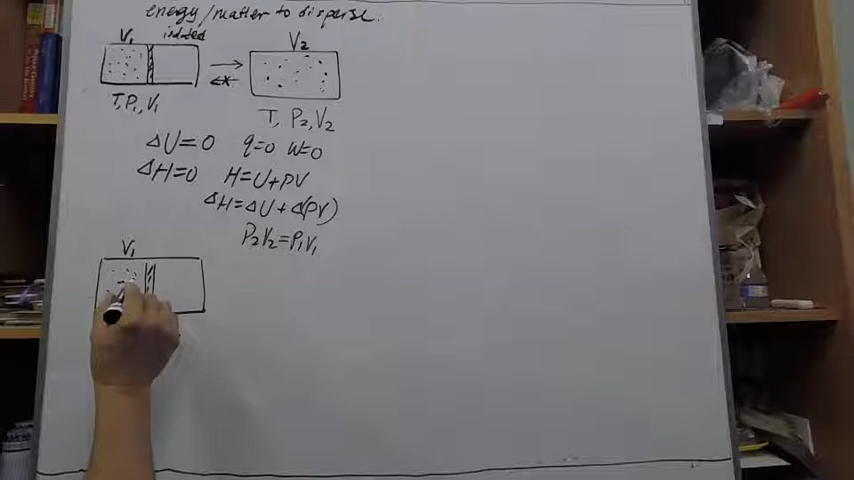 energy/matter to disperse.
V₁ isolated V₂
T, P₁, V₁ T, P₂, V₂
ΔU=0 q=0 W=0
ΔH=0 H=U+PV
ΔH=ΔU+Δ(PV)
P₂V₂=P₁V₁
V₁